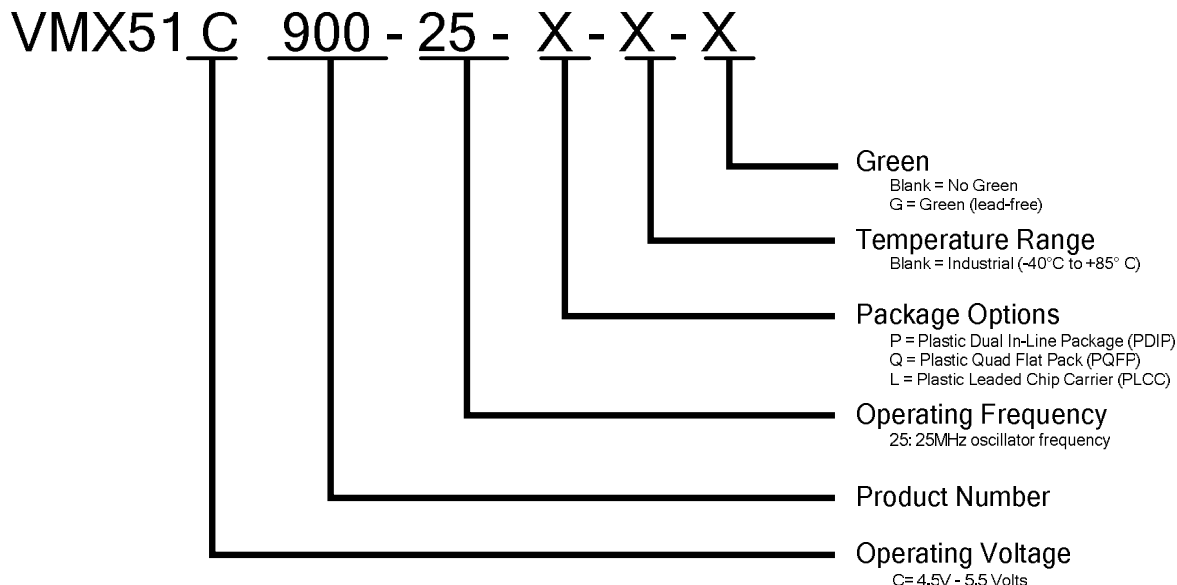 VMX51 C 900 - 25 - X - X - X
Green
Blank = No Green
G = Green (lead-free)
Temperature Range
Blank = Industrial (-40°C to +85° C)
Package Options
P = Plastic Dual In-Line Package (PDIP)
Q = Plastic Quad Flat Pack (PQFP)
L = Plastic Leaded Chip Carrier (PLCC)
Operating Frequency
25: 25MHz oscillator frequency
Product Number
Operating Voltage
C= 4.5V - 5.5 Volts